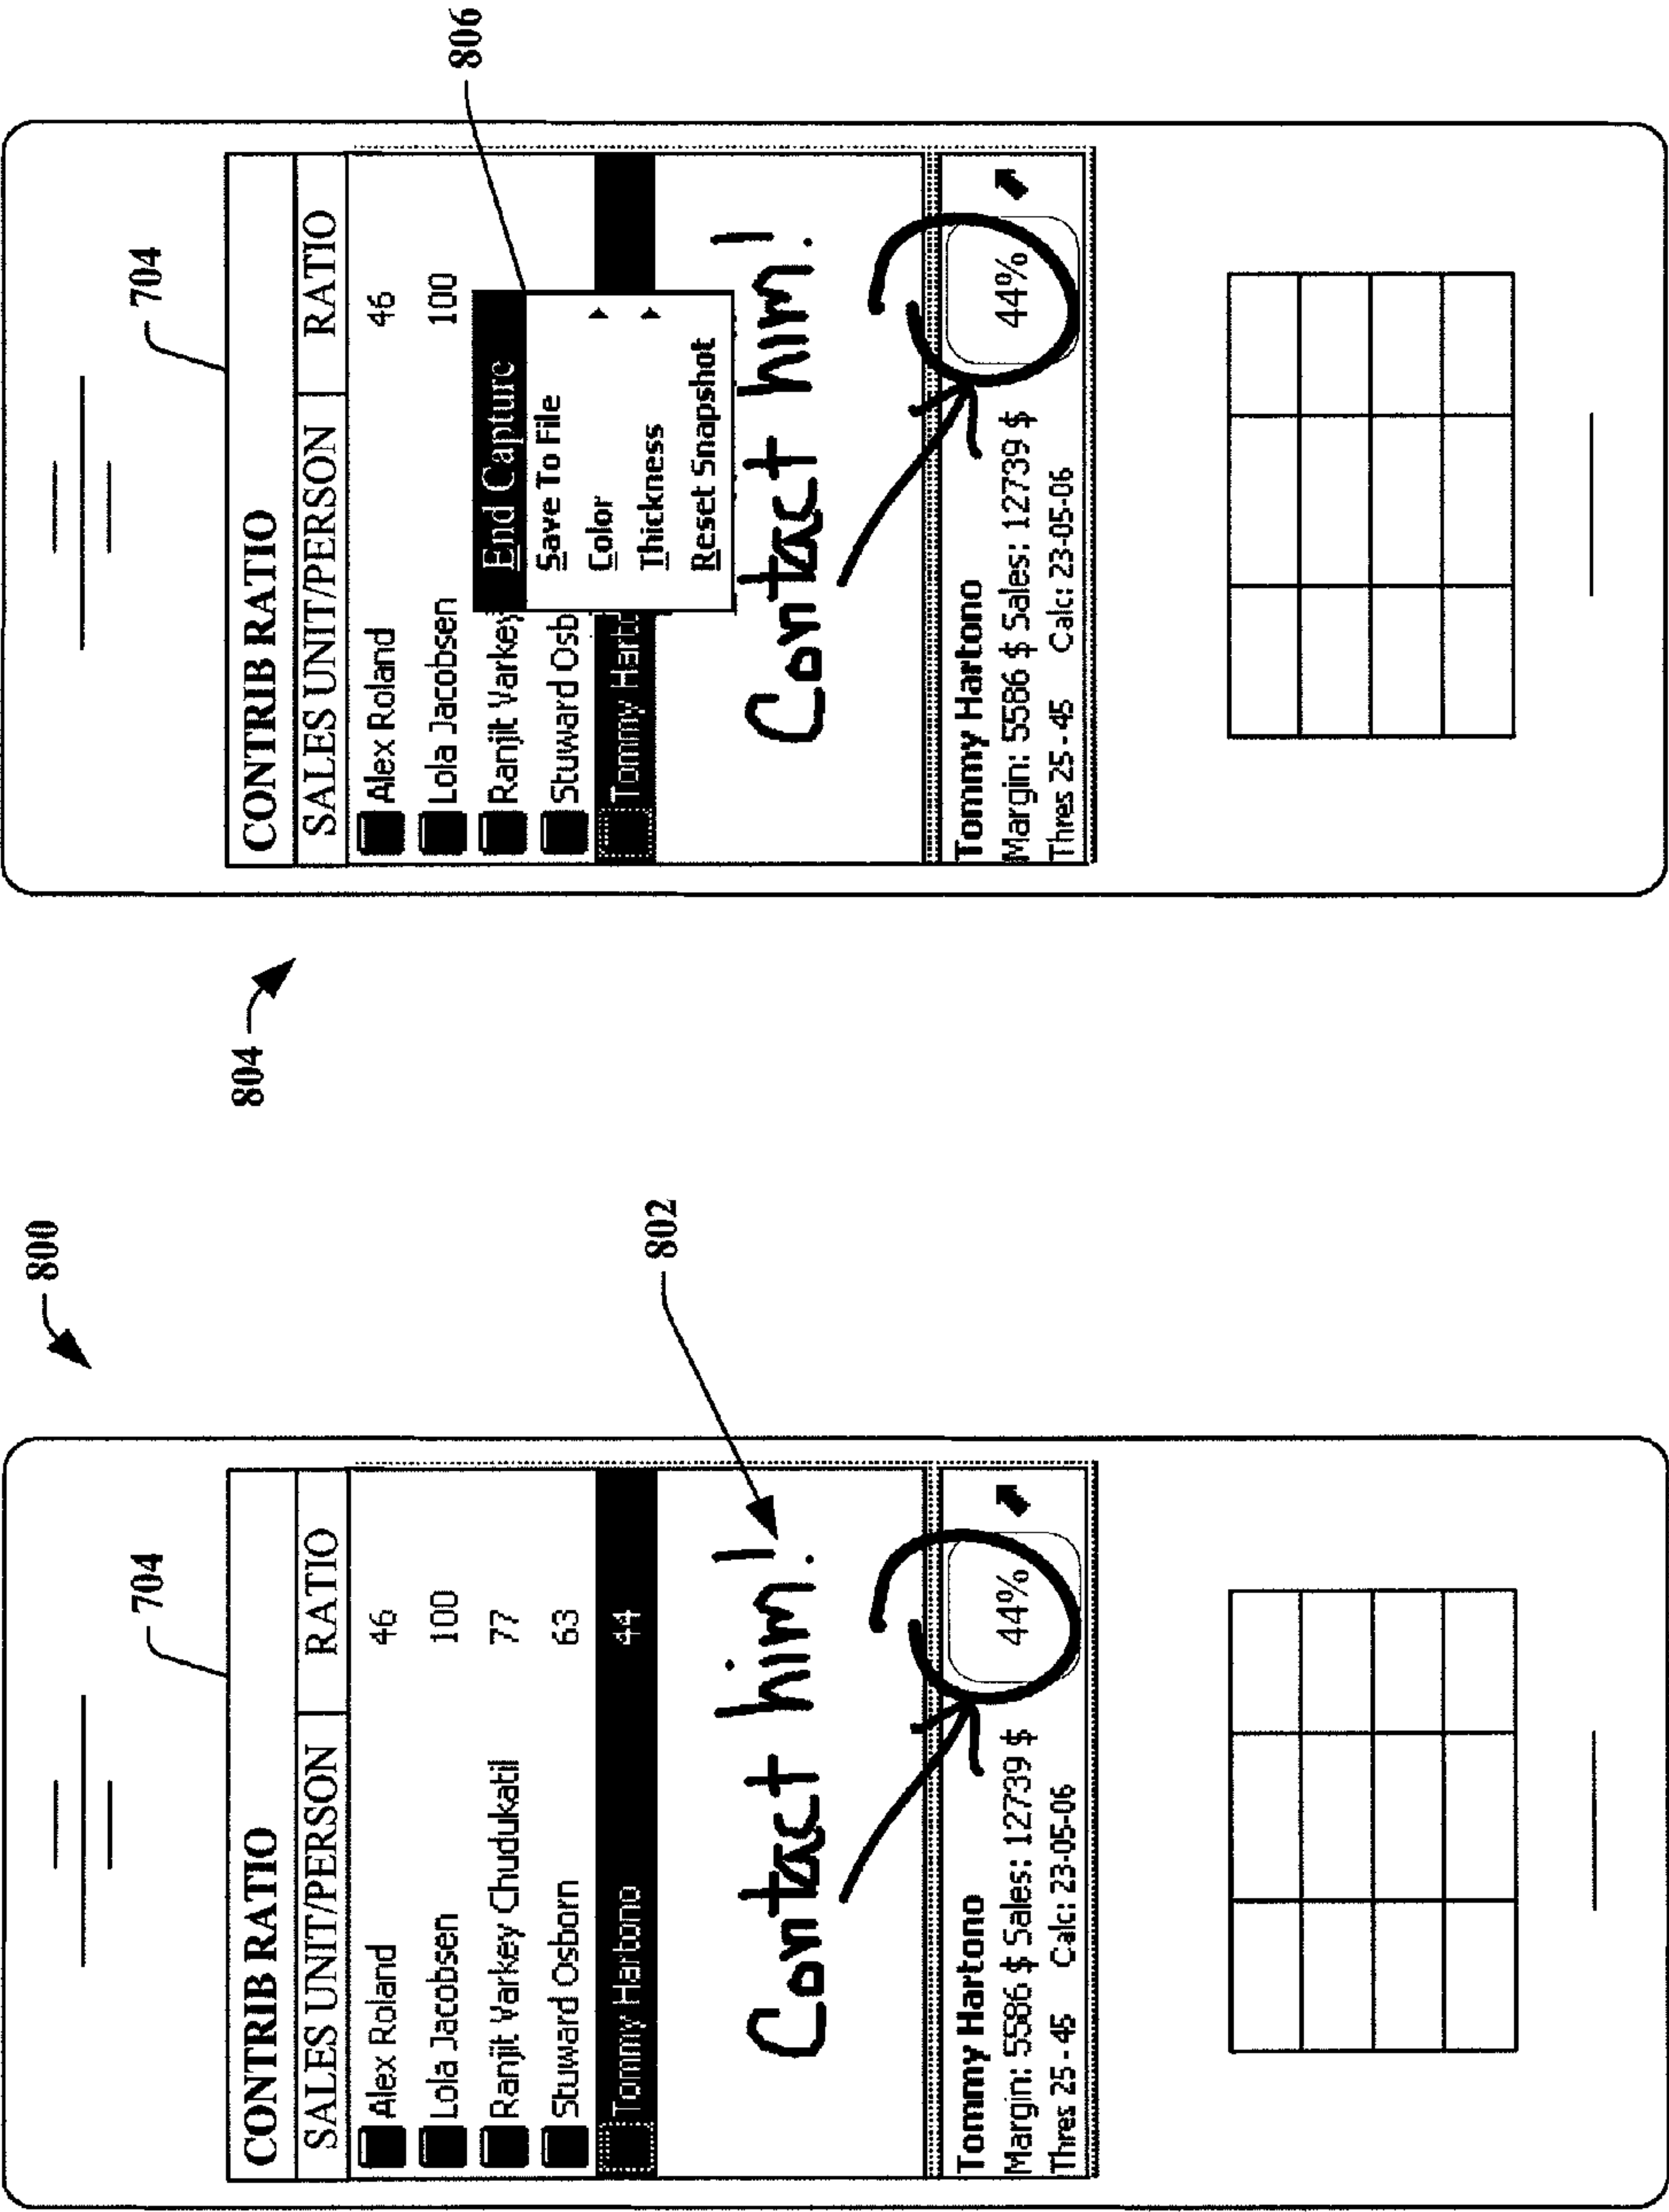 800
704
CONTRIB RATIO
SALES UNIT/PERSON RATIO
Alex Roland 46
Lola Jacobsen 100
Ranjit Varkey Chudukatil 77
Stuward Osborn 63
Tommy Hartono 44
Contact him!
802
Tommy Hartono
Margin: 5586 $ Sales: 12739 $
Thres 25 - 45 Calc: 23-05-06
44%
804
704
806
CONTRIB RATIO
SALES UNIT/PERSON RATIO
Alex Roland 46
Lola Jacobsen 100
Ranjit Varkey
Stuward Osb
Tommy Harto
End Capture
Save To File
Color
Thickness
Reset Snapshot
Contact him!
Tommy Hartono
Margin: 5586 $ Sales: 12739 $
Thres 25 - 45 Calc: 23-05-06
44%